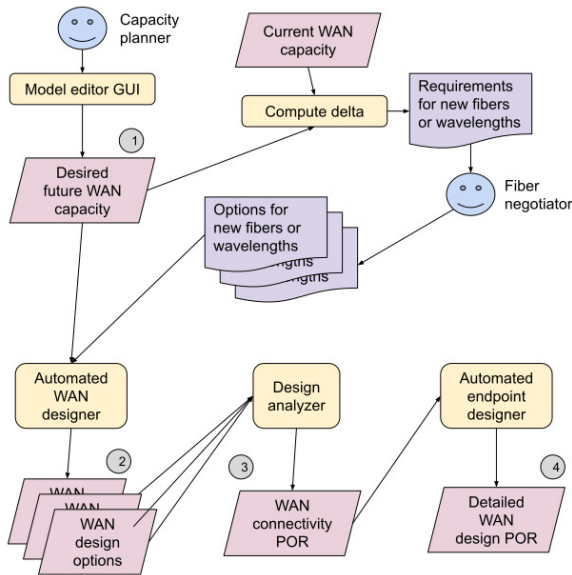 Capacity
planner
Model editor GUI
1
Desired
future WAN
capacity
Current WAN
capacity
Compute delta
Requirements
for new fibers
or wavelengths
Fiber
negotiator
Options for
new fibers or
wavelengths
Automated
WAN
designer
2
WAN
WAN
WAN
design
options
Design
analyzer
3
WAN
connectivity
POR
Automated
endpoint
designer
4
Detailed
WAN
design POR